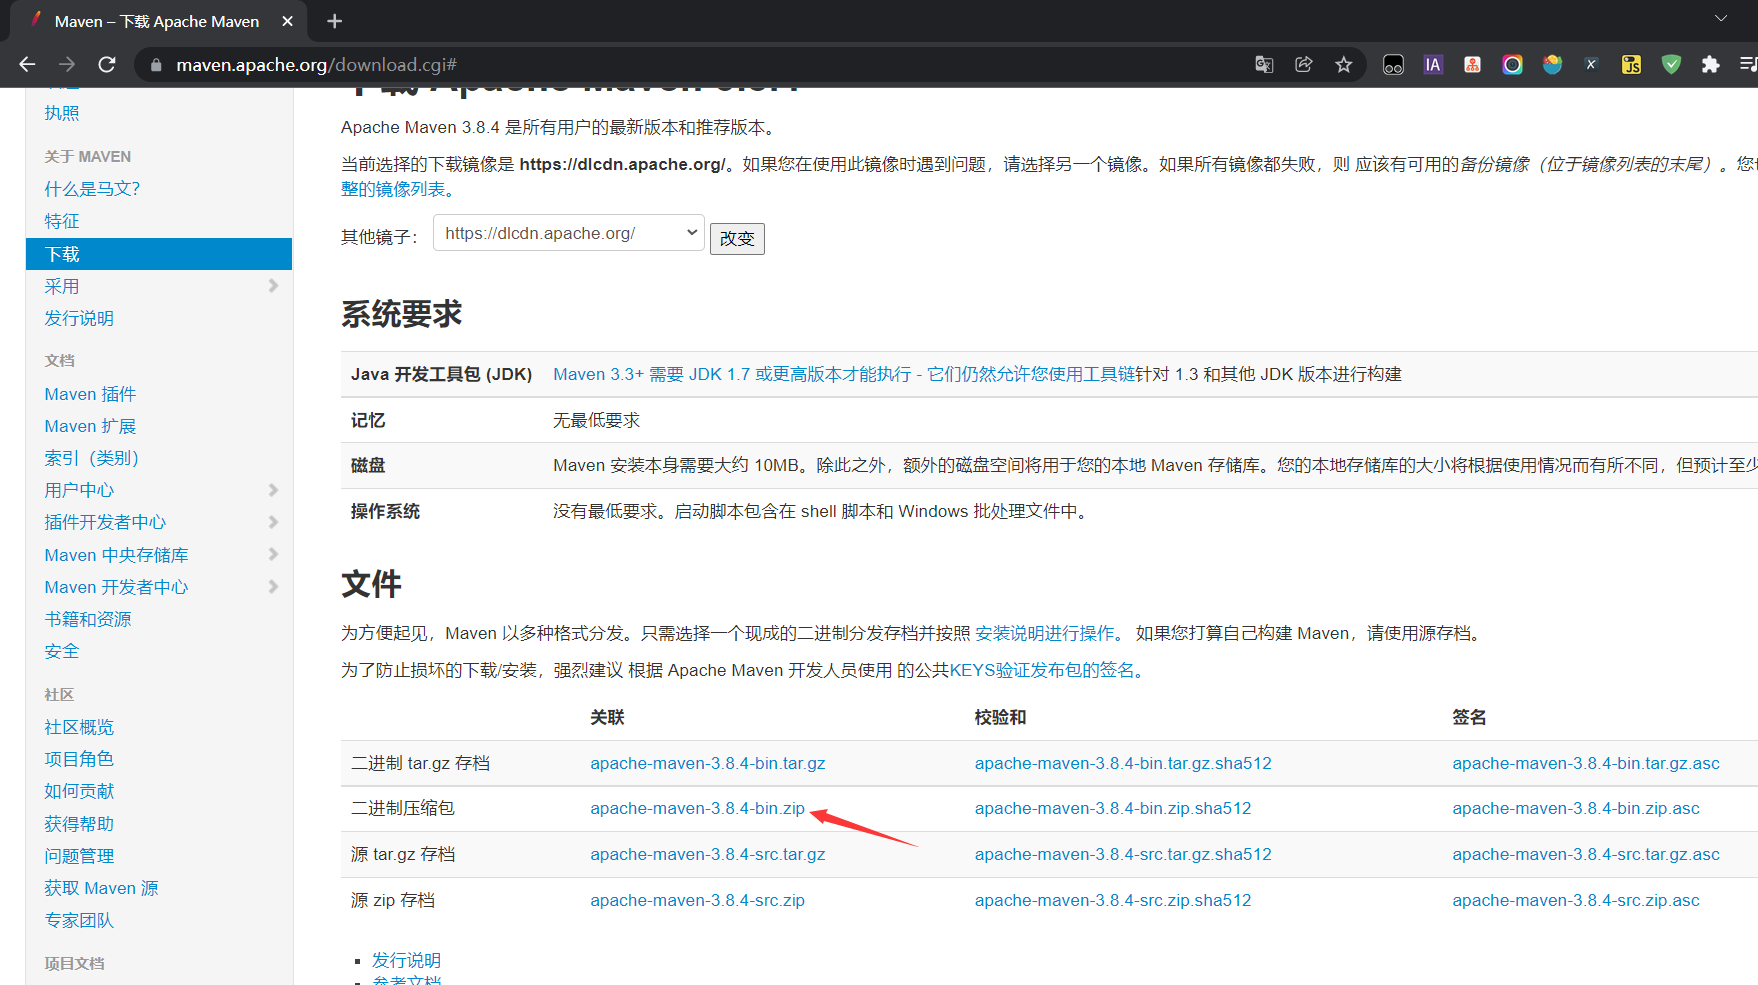 Maven – 下载 Apache Maven
maven.apache.org/download.cgi#
执照
关于 MAVEN
什么是马文？
特征
下载
采用
发行说明
文档
Maven 插件
Maven 扩展
索引（类别）
用户中心
插件开发者中心
Maven 中央存储库
Maven 开发者中心
书籍和资源
安全
社区
社区概览
项目角色
如何贡献
获得帮助
问题管理
获取 Maven 源
专家团队
项目文档
Apache Maven 3.8.4 是所有用户的最新版本和推荐版本。
当前选择的下载镜像是 https://dlcdn.apache.org/。如果您在使用此镜像时遇到问题，请选择另一个镜像。如果所有镜像都失败，则 应该有可用的备份镜像（位于镜像列表的末尾）。您
整的镜像列表。
其他镜子： https://dlcdn.apache.org/ 改变
系统要求
Java 开发工具包 (JDK) Maven 3.3+ 需要 JDK 1.7 或更高版本才能执行 - 它们仍然允许您使用工具链针对 1.3 和其他 JDK 版本进行构建
记忆 无最低要求
磁盘 Maven 安装本身需要大约 10MB。除此之外，额外的磁盘空间将用于您的本地 Maven 存储库。您的本地存储库的大小将根据使用情况而有所不同，但预计至少
操作系统 没有最低要求。启动脚本包含在 shell 脚本和 Windows 批处理文件中。
文件
为方便起见，Maven 以多种格式分发。只需选择一个现成的二进制分发存档并按照 安装说明进行操作。 如果您打算自己构建 Maven，请使用源存档。
为了防止损坏的下载/安装，强烈建议 根据 Apache Maven 开发人员使用 的公共KEYS验证发布包的签名。
关联 校验和 签名
二进制 tar.gz 存档 apache-maven-3.8.4-bin.tar.gz apache-maven-3.8.4-bin.tar.gz.sha512 apache-maven-3.8.4-bin.tar.gz.asc
二进制压缩包 apache-maven-3.8.4-bin.zip apache-maven-3.8.4-bin.zip.sha512 apache-maven-3.8.4-bin.zip.asc
源 tar.gz 存档 apache-maven-3.8.4-src.tar.gz apache-maven-3.8.4-src.tar.gz.sha512 apache-maven-3.8.4-src.tar.gz.asc
源 zip 存档 apache-maven-3.8.4-src.zip apache-maven-3.8.4-src.zip.sha512 apache-maven-3.8.4-src.zip.asc
发行说明
参考文档